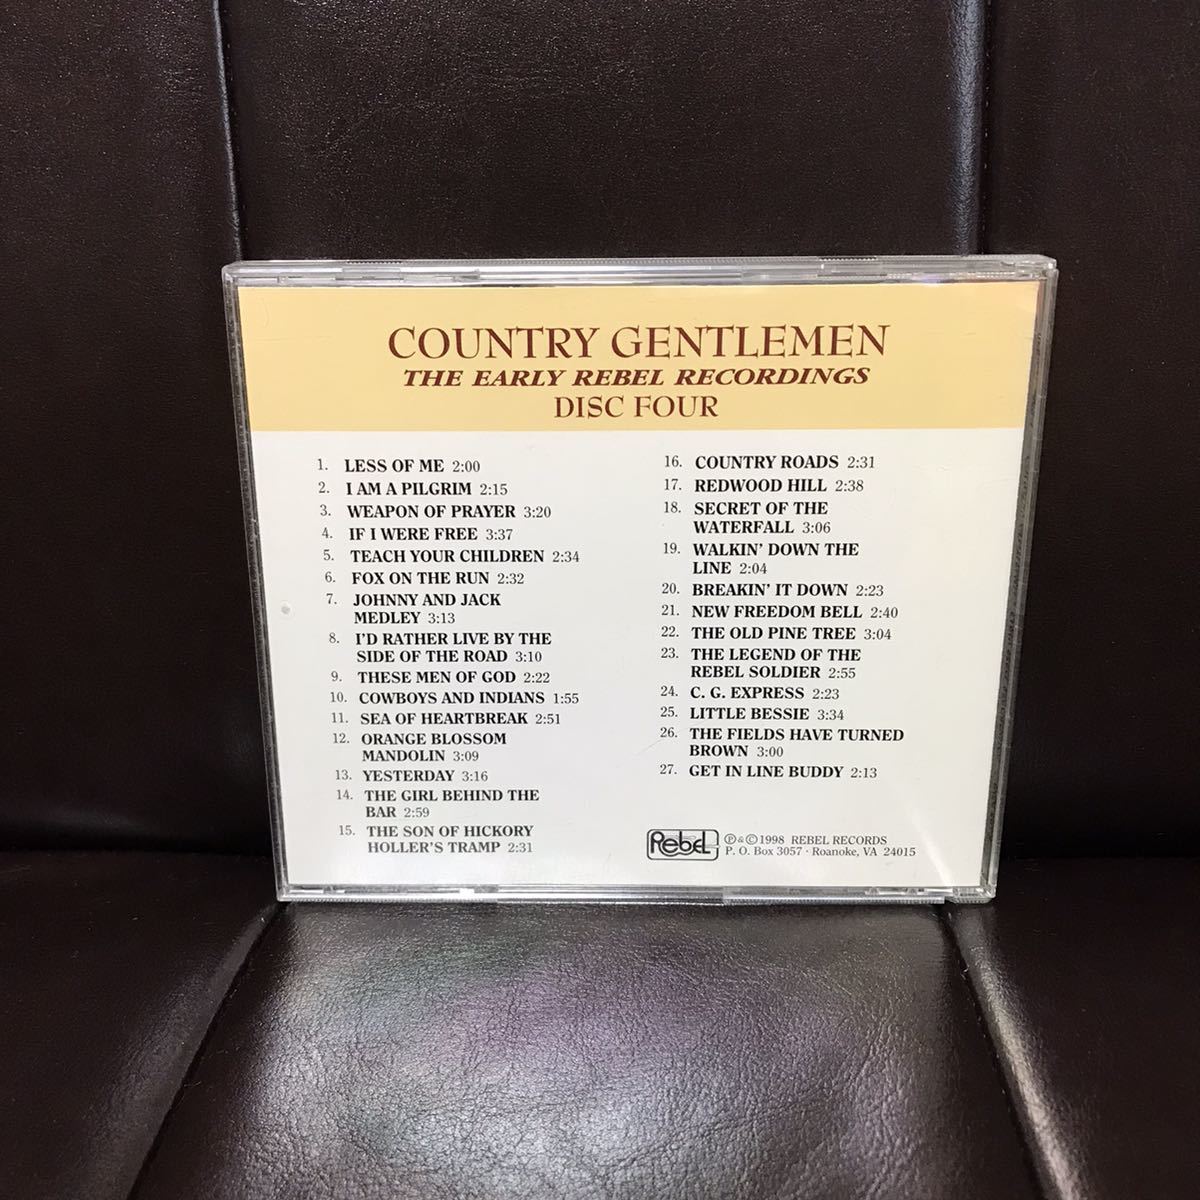 COUNTRY GENTLEMEN
THE EARLY REBEL RECORDINGS
DISC FOUR
1. LESS OF ME 2:00
2. I AM A PILGRIM 2:15
3. WEAPON OF PRAYER 3:20
4. IF I WERE FREE 3:37
5. TEACH YOUR CHILDREN 2:34
6. FOX ON THE RUN 2:32
7. JOHNNY AND JACK
MEDLEY 3:13
8. I'D RATHER LIVE BY THE
SIDE OF THE ROAD 3:10
9. THESE MEN OF GOD 2:22
10. COWBOYS AND INDIANS 1:55
11. SEA OF HEARTBREAK 2:51
12. ORANGE BLOSSOM
MANDOLIN 3:09
13. YESTERDAY 3:16
14. THE GIRL BEHIND THE
BAR 2:59
15. THE SON OF HICKORY
HOLLER'S TRAMP 2:31
16. COUNTRY ROADS 2:31
17. REDWOOD HILL 2:38
18. SECRET OF THE
WATERFALL 3:06
19. WALKIN' DOWN THE
LINE 2:04
20. BREAKIN' IT DOWN 2:23
21. NEW FREEDOM BELL 2:40
22. THE OLD PINE TREE 3:04
23. THE LEGEND OF THE
REBEL SOLDIER 2:55
24. C. G. EXPRESS 2:23
25. LITTLE BESSIE 3:34
26. THE FIELDS HAVE TURNED
BROWN 3:00
27. GET IN LINE BUDDY 2:13
Rebel
℗&©1998 REBEL RECORDS
P. O. Box 3057 · Roanoke, VA 24015